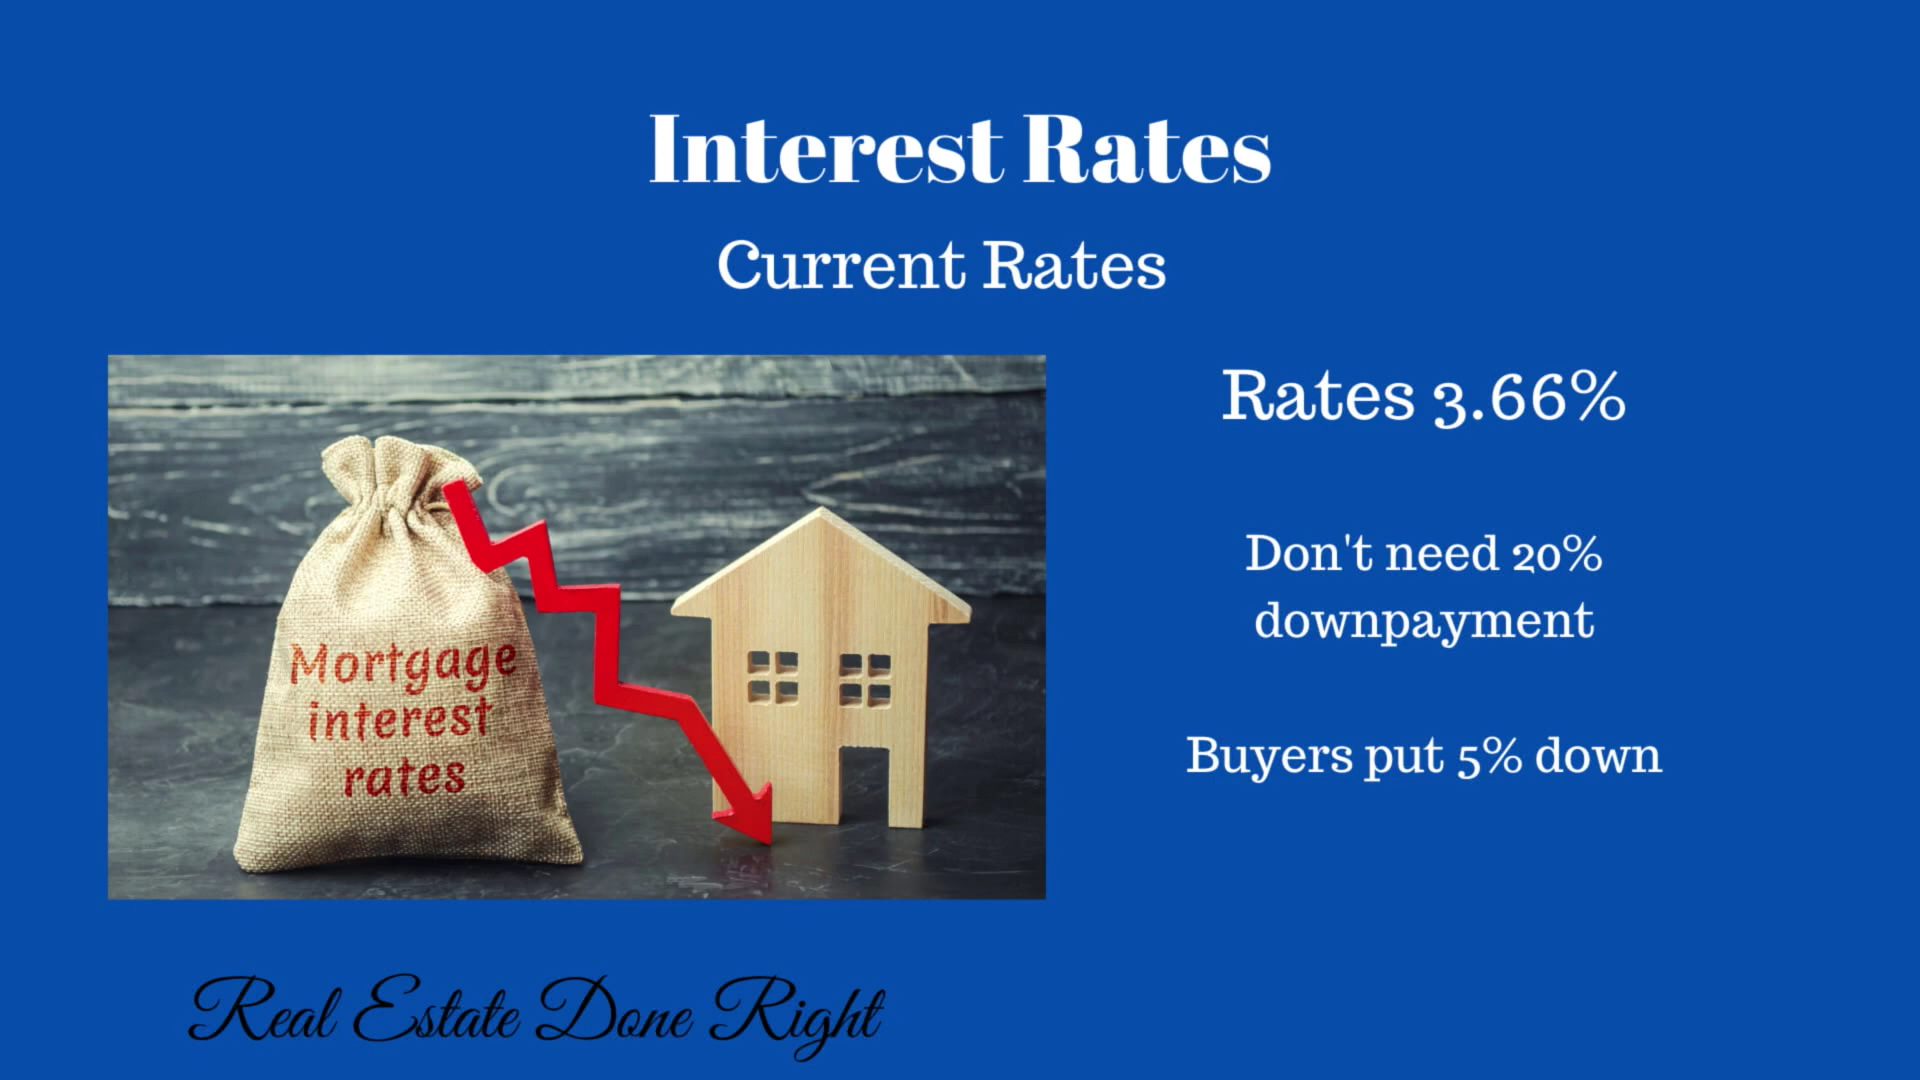 Interest Rates
Current Rates
Rates 3.66%
Don't need 20%
downpayment
Buyers put 5% down
Mortgage
interest
rates
Real Estate Done Right